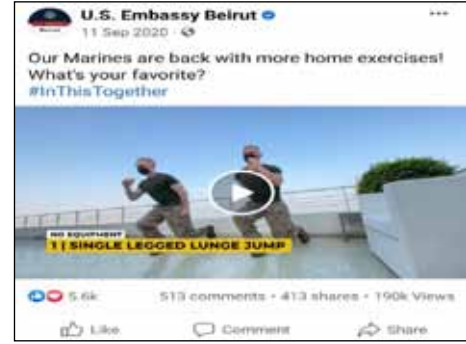 U.S. Embassy Beirut
11 Sep 2020
Our Marines are back with more home exercises!
What's your favorite?
#InThisTogether
NO EQUIPMENT
1 | SINGLE LEGGED LUNGE JUMP
5.6k 513 comments • 413 shares • 190k Views
Like Comment Share